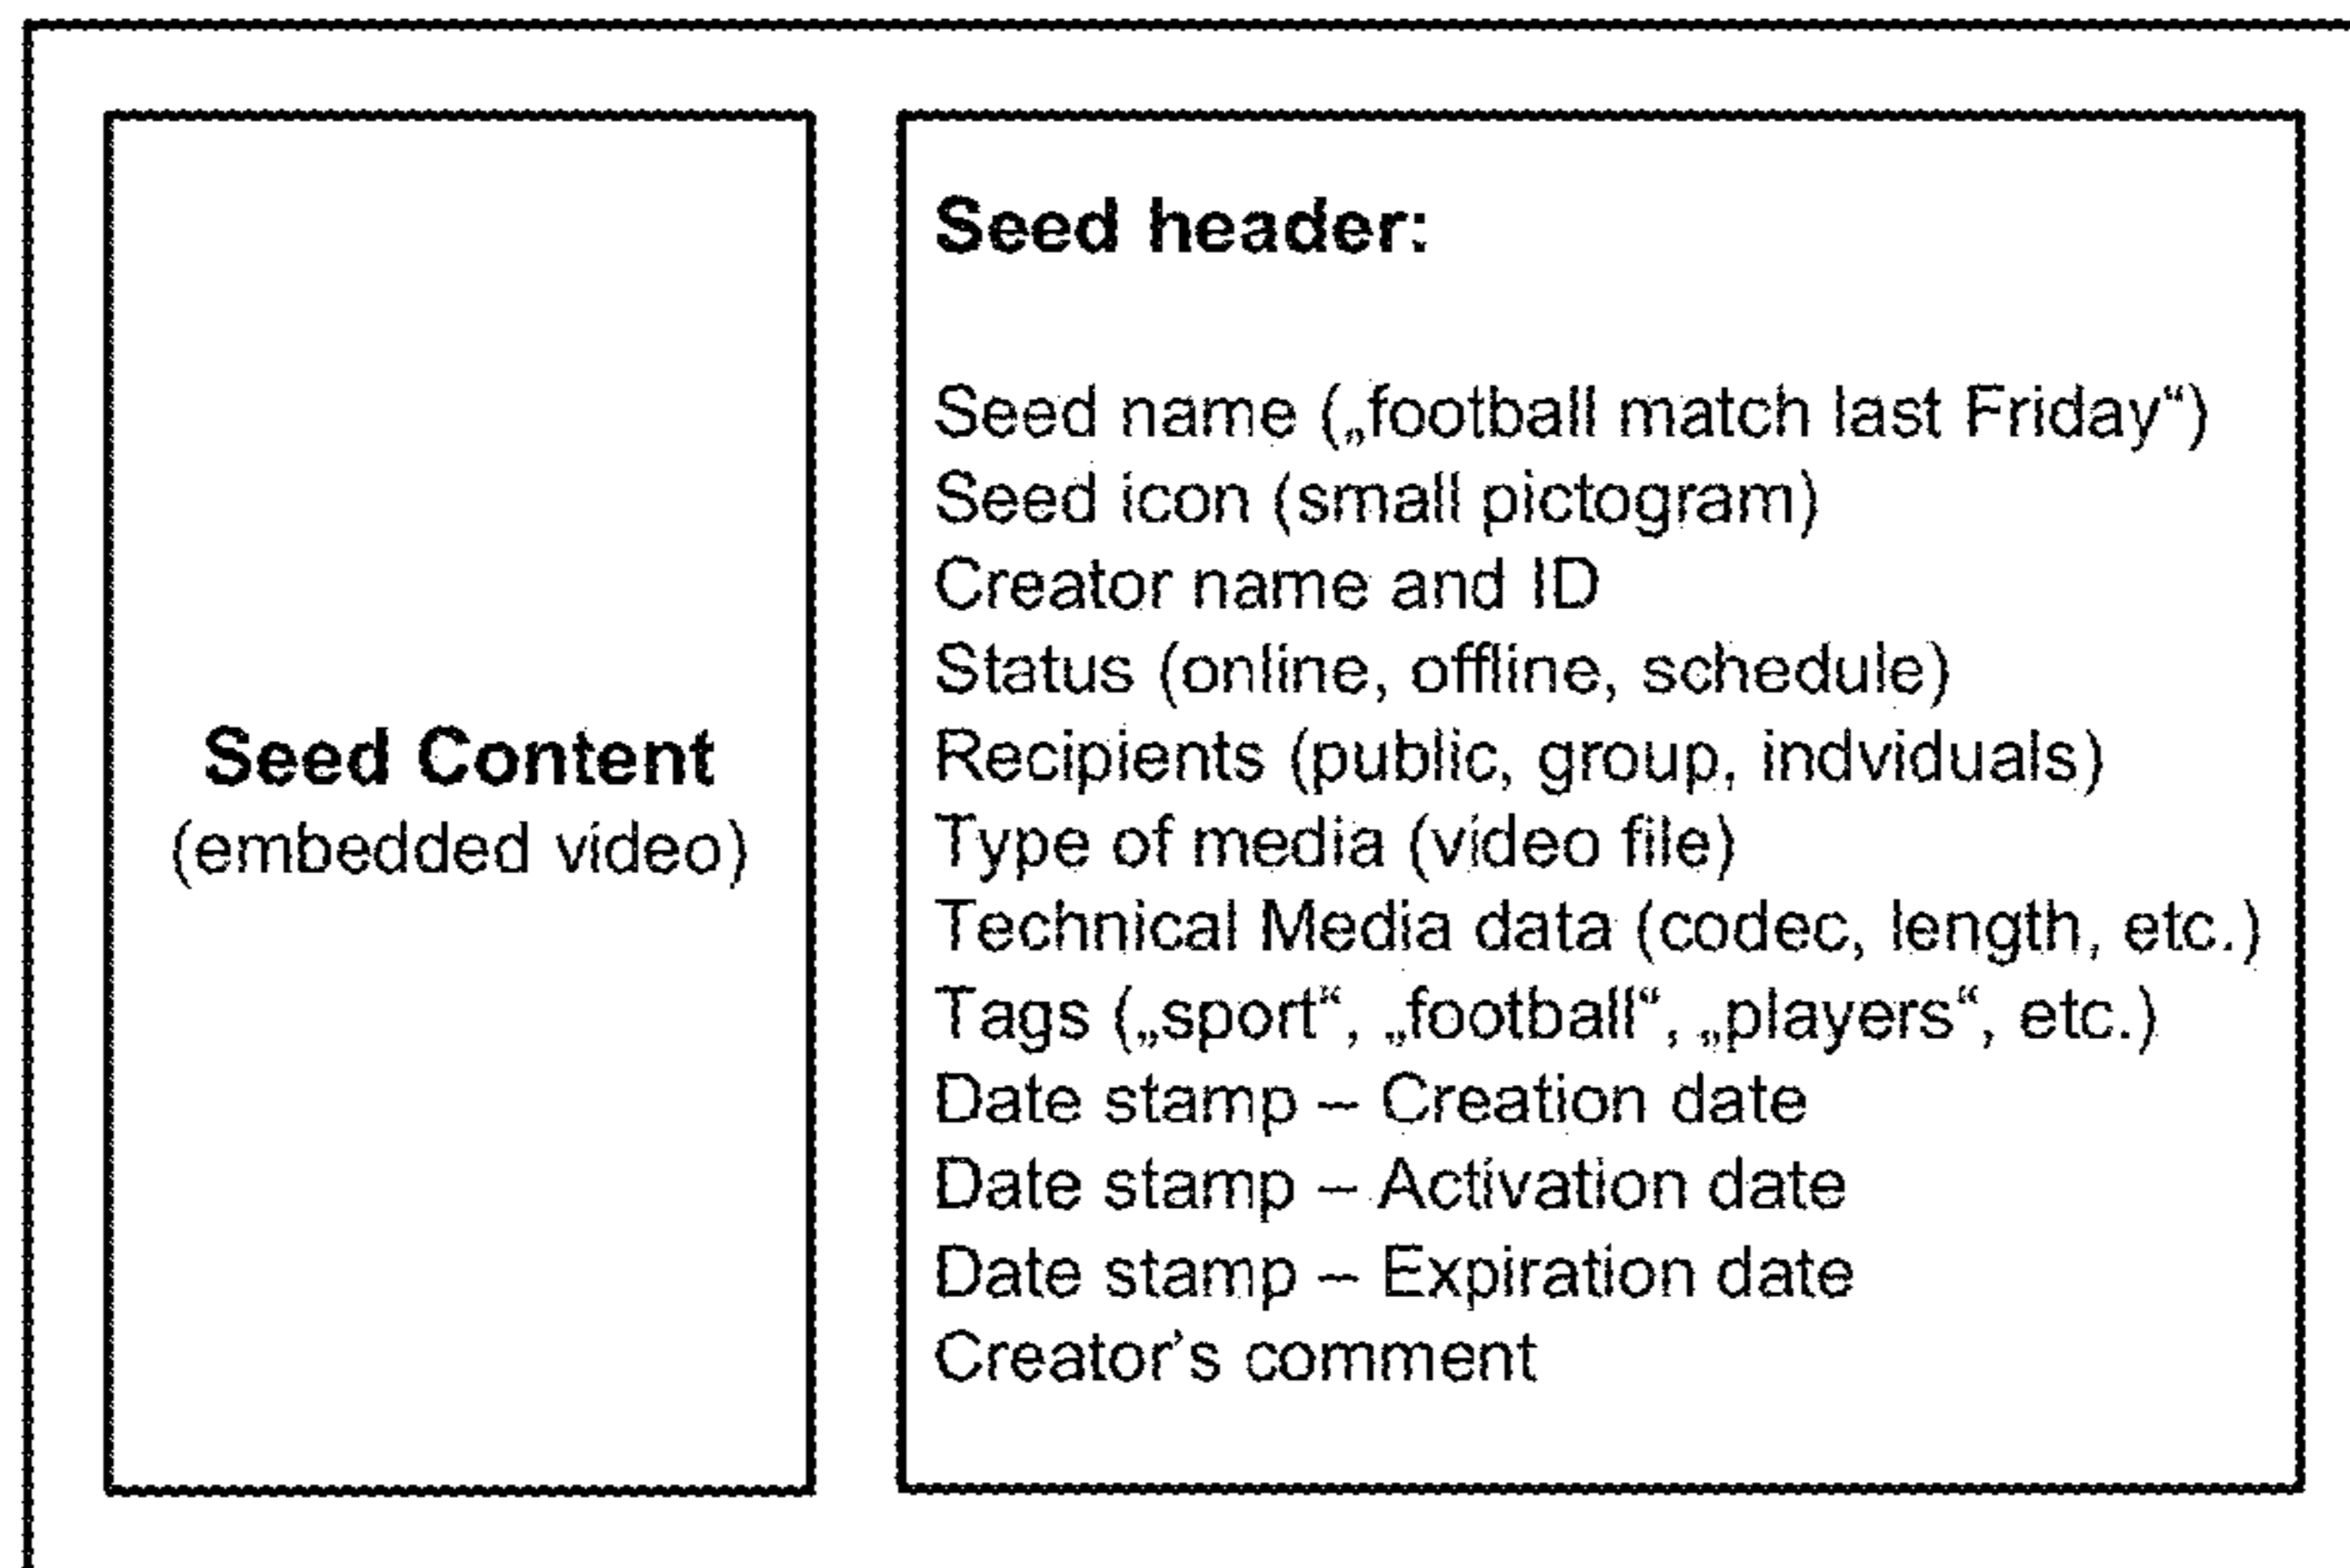 Seed Content
(embedded video)
Seed header:
Seed name („football match last Friday“)
Seed icon (small pictogram)
Creator name and ID
Status (online, offline, schedule)
Recipients (public, group, indviduals)
Type of media (video file)
Technical Media data (codec, length, etc.)
Tags („sport“, „football“, „players“, etc.)
Date stamp – Creation date
Date stamp – Activation date
Date stamp – Expiration date
Creator’s comment